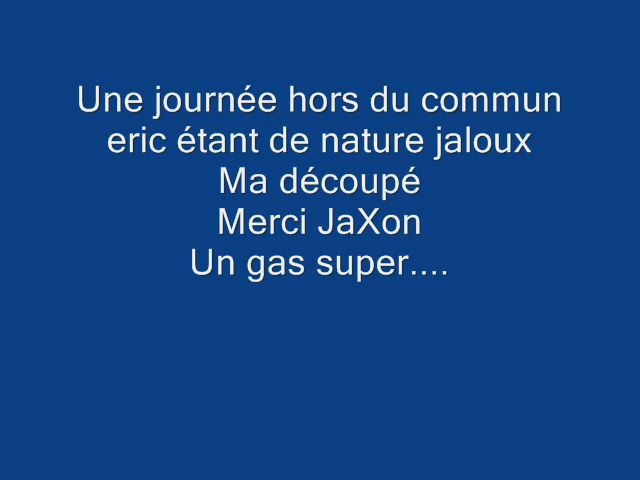 Une journée hors du commun
eric étant de nature jaloux
Ma découpé
Merci JaXon
Un gas super....